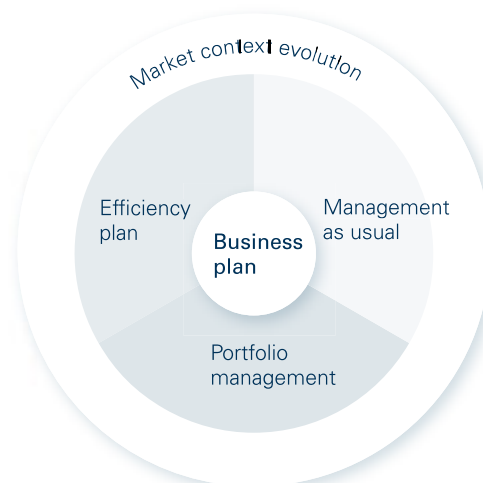 Market context evolution
Efficiency
plan
Management
as usual
Business
plan
Portfolio
management